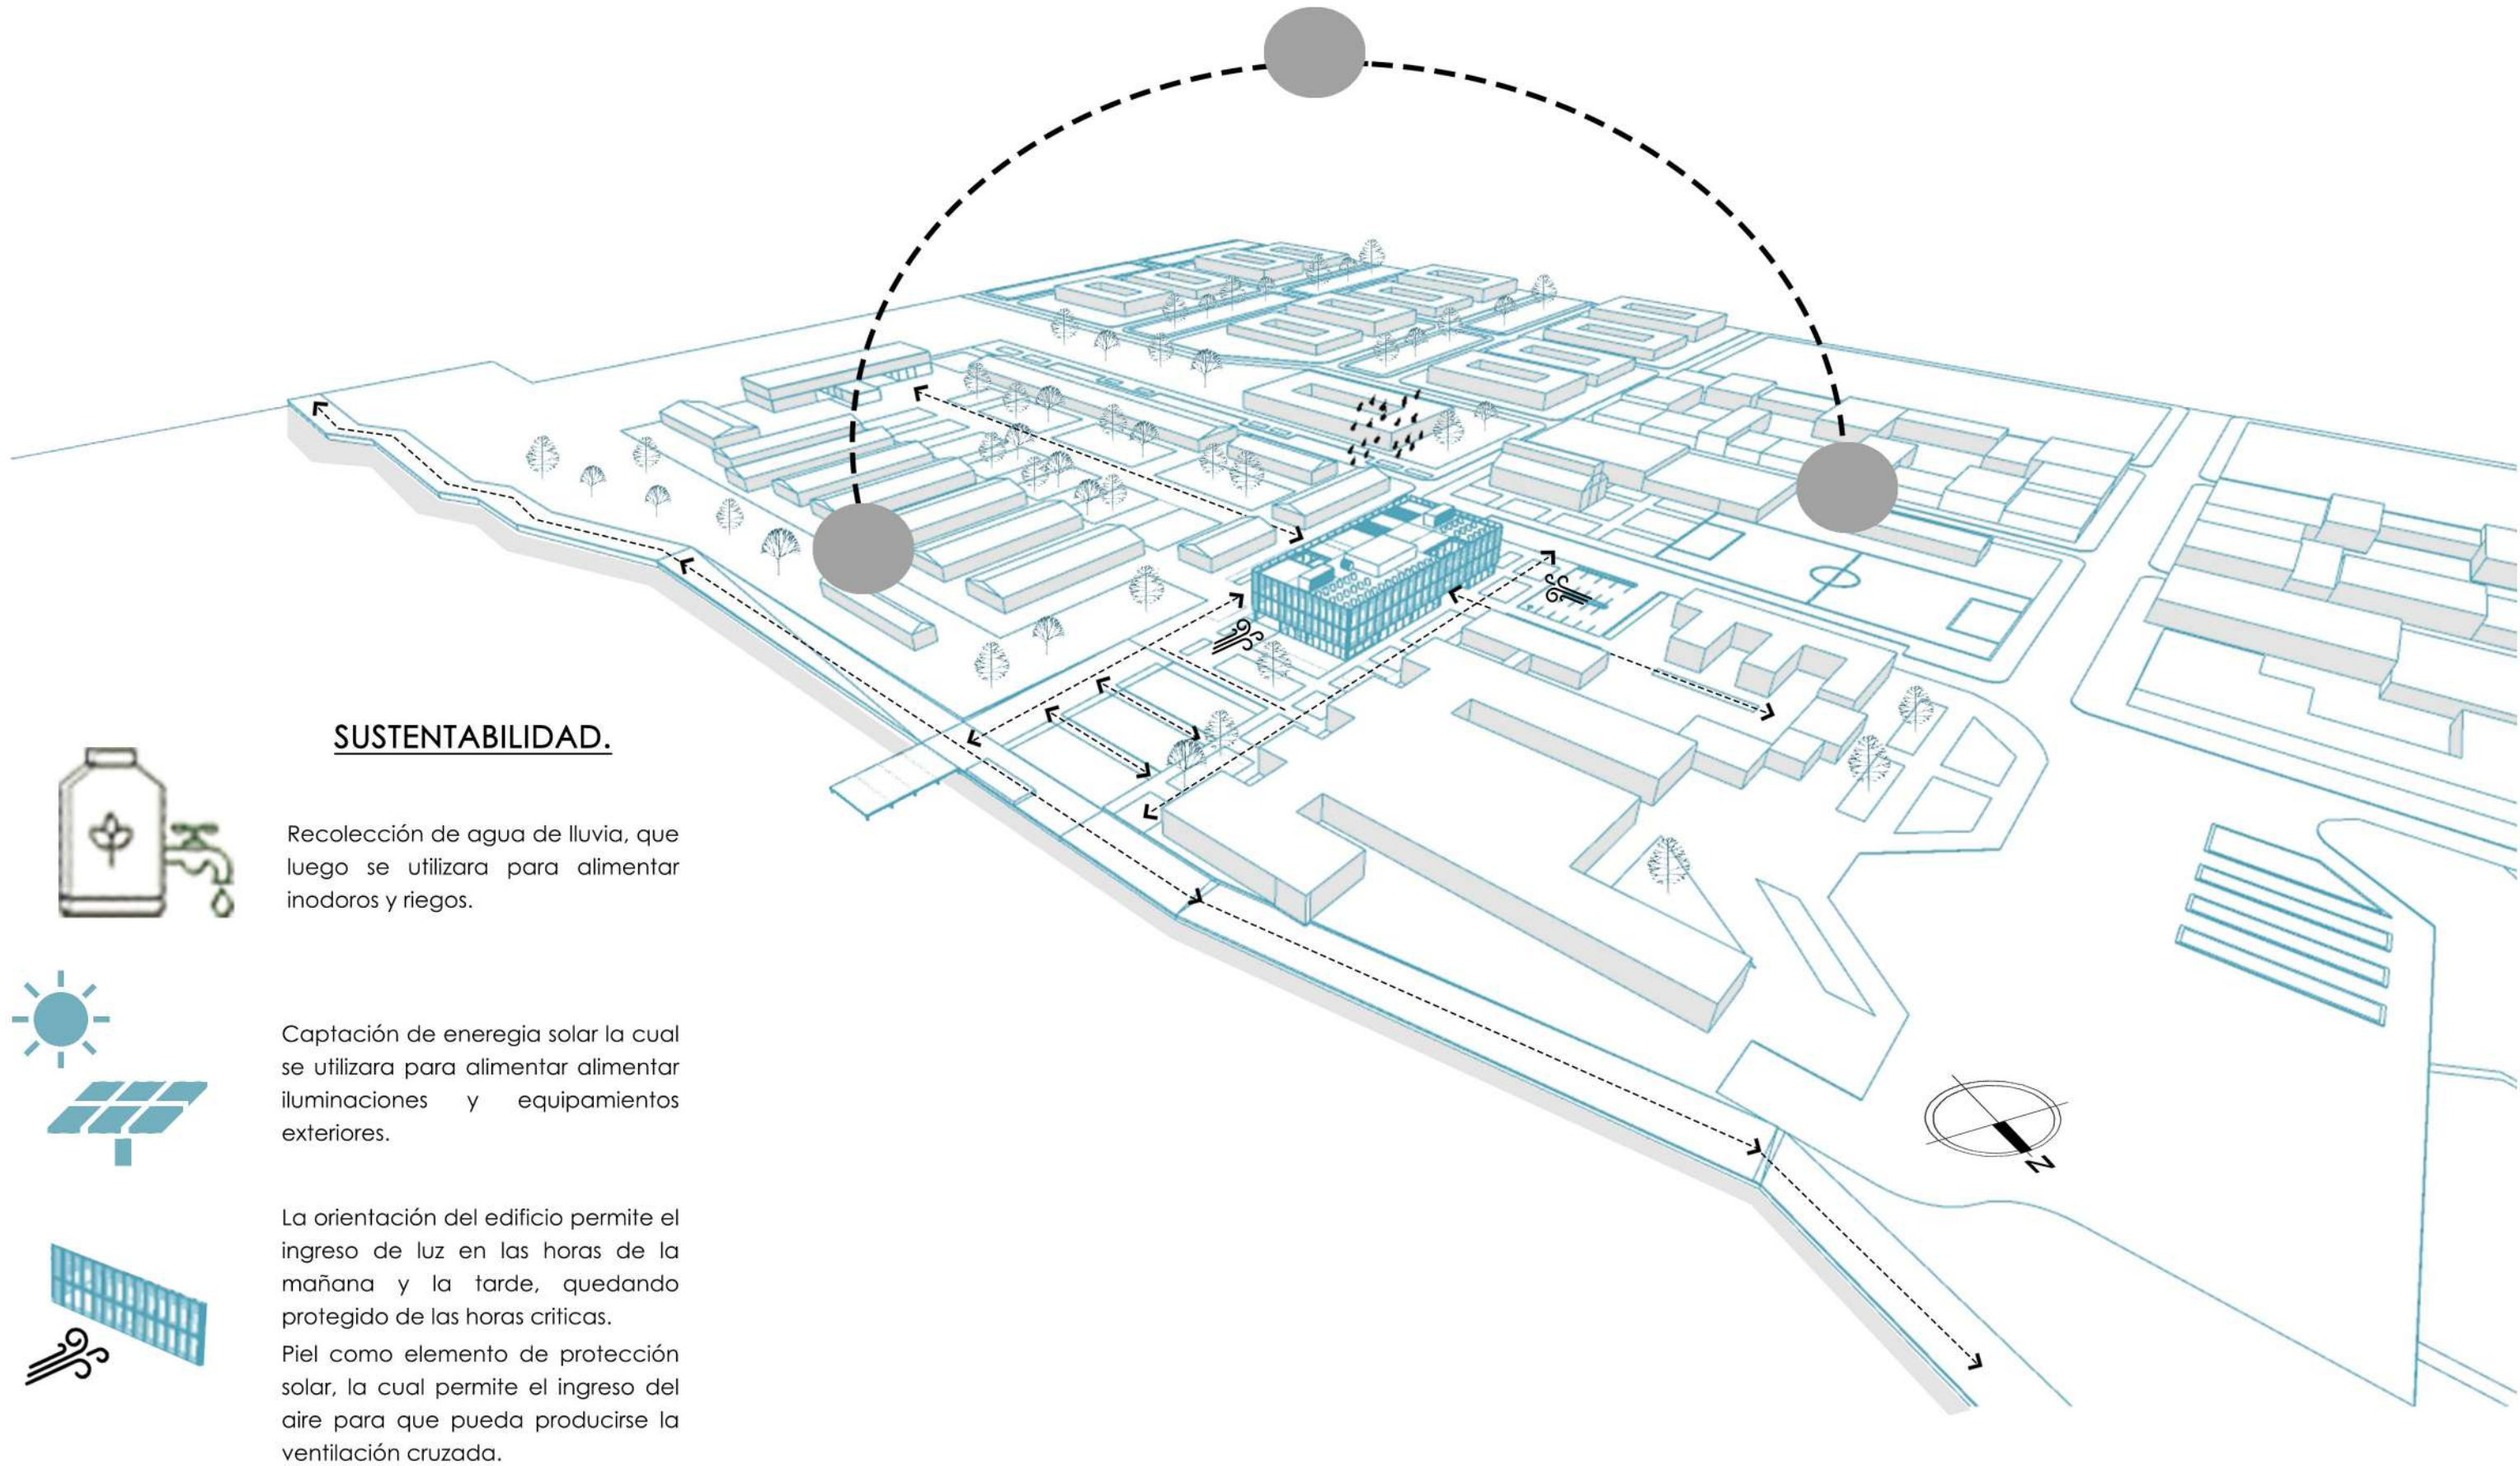 SUSTENTABILIDAD.
Recolección de agua de lluvia, que
luego se utilizara para alimentar
inodoros y riegos.
Captación de eneregia solar la cual
se utilizara para alimentar alimentar
iluminaciones y equipamientos
exteriores.
La orientación del edificio permite el
ingreso de luz en las horas de la
mañana y la tarde, quedando
protegido de las horas criticas.
Piel como elemento de protección
solar, la cual permite el ingreso del
aire para que pueda producirse la
ventilación cruzada.
N